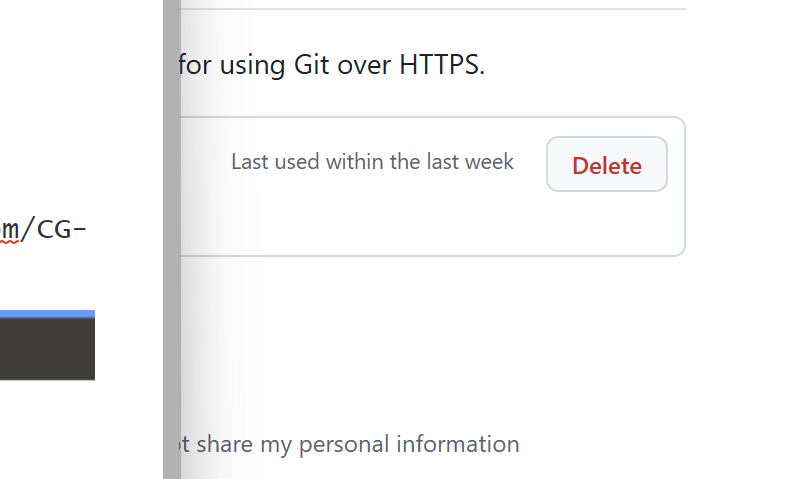 for using Git over HTTPS.
Last used within the last week
Delete
m/CG-
share my personal information